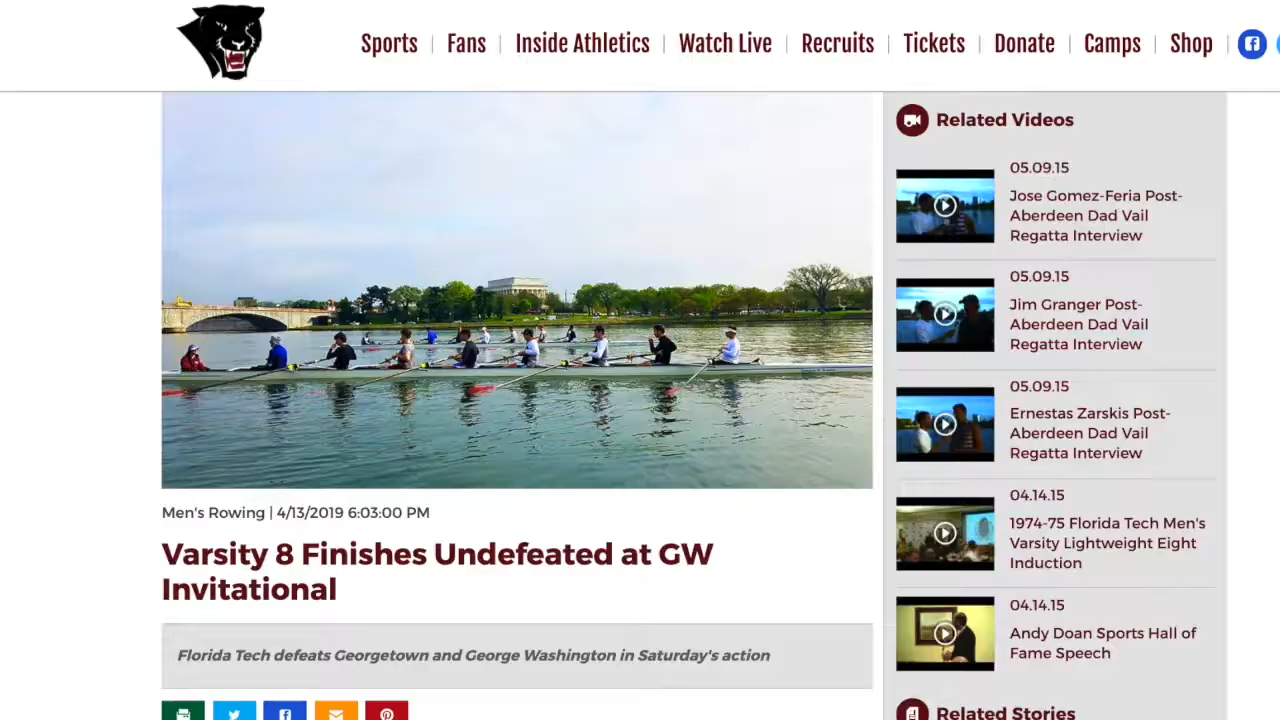 Sports
Fans
Inside Athletics
Watch Live
Recruits
Tickets
Donate
Camps
Shop
Men's Rowing | 4/13/2019 6:03:00 PM
Varsity 8 Finishes Undefeated at GW
Invitational
Florida Tech defeats Georgetown and George Washington in Saturday's action
Related Videos
05.09.15
Jose Gomez-Feria Post-
Aberdeen Dad Vail
Regatta Interview
05.09.15
Jim Granger Post-
Aberdeen Dad Vail
Regatta Interview
05.09.15
Ernestas Zarskis Post-
Aberdeen Dad Vail
Regatta Interview
04.14.15
1974-75 Florida Tech Men's
Varsity Lightweight Eight
Induction
04.14.15
Andy Doan Sports Hall of
Fame Speech
Related Stories